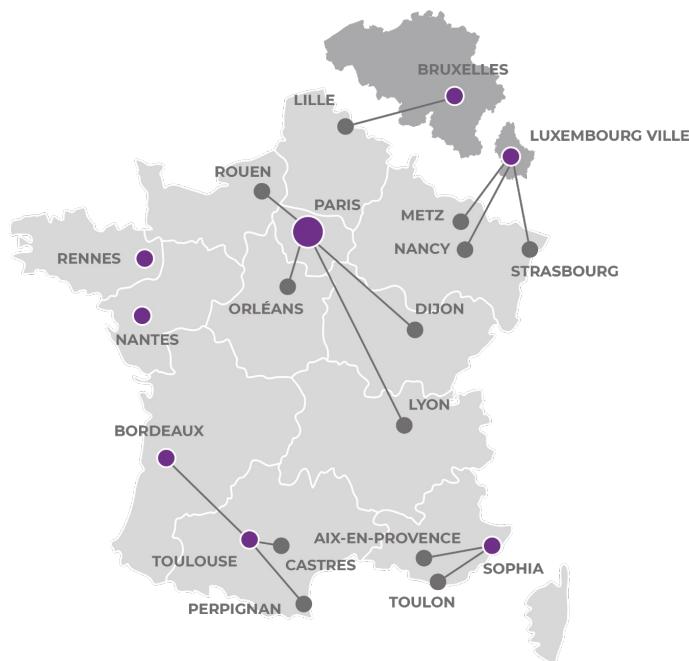 BRUXELLES
LILLE
LUXEMBOURG VILLE
ROUEN
PARIS
METZ
NANCY
RENNES
STRASBOURG
ORLÉANS
DIJON
NANTES
LYON
BORDEAUX
AIX-EN-PROVENCE
TOULOUSE
CASTRES
SOPHIA
TOULON
PERPIGNAN